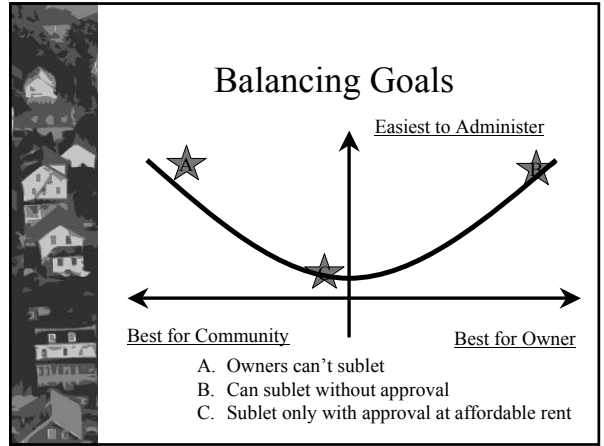 Balancing Goals
Easiest to Administer
A
B
C
Best for Community
Best for Owner
A. Owners can't sublet
B. Can sublet without approval
C. Sublet only with approval at affordable rent